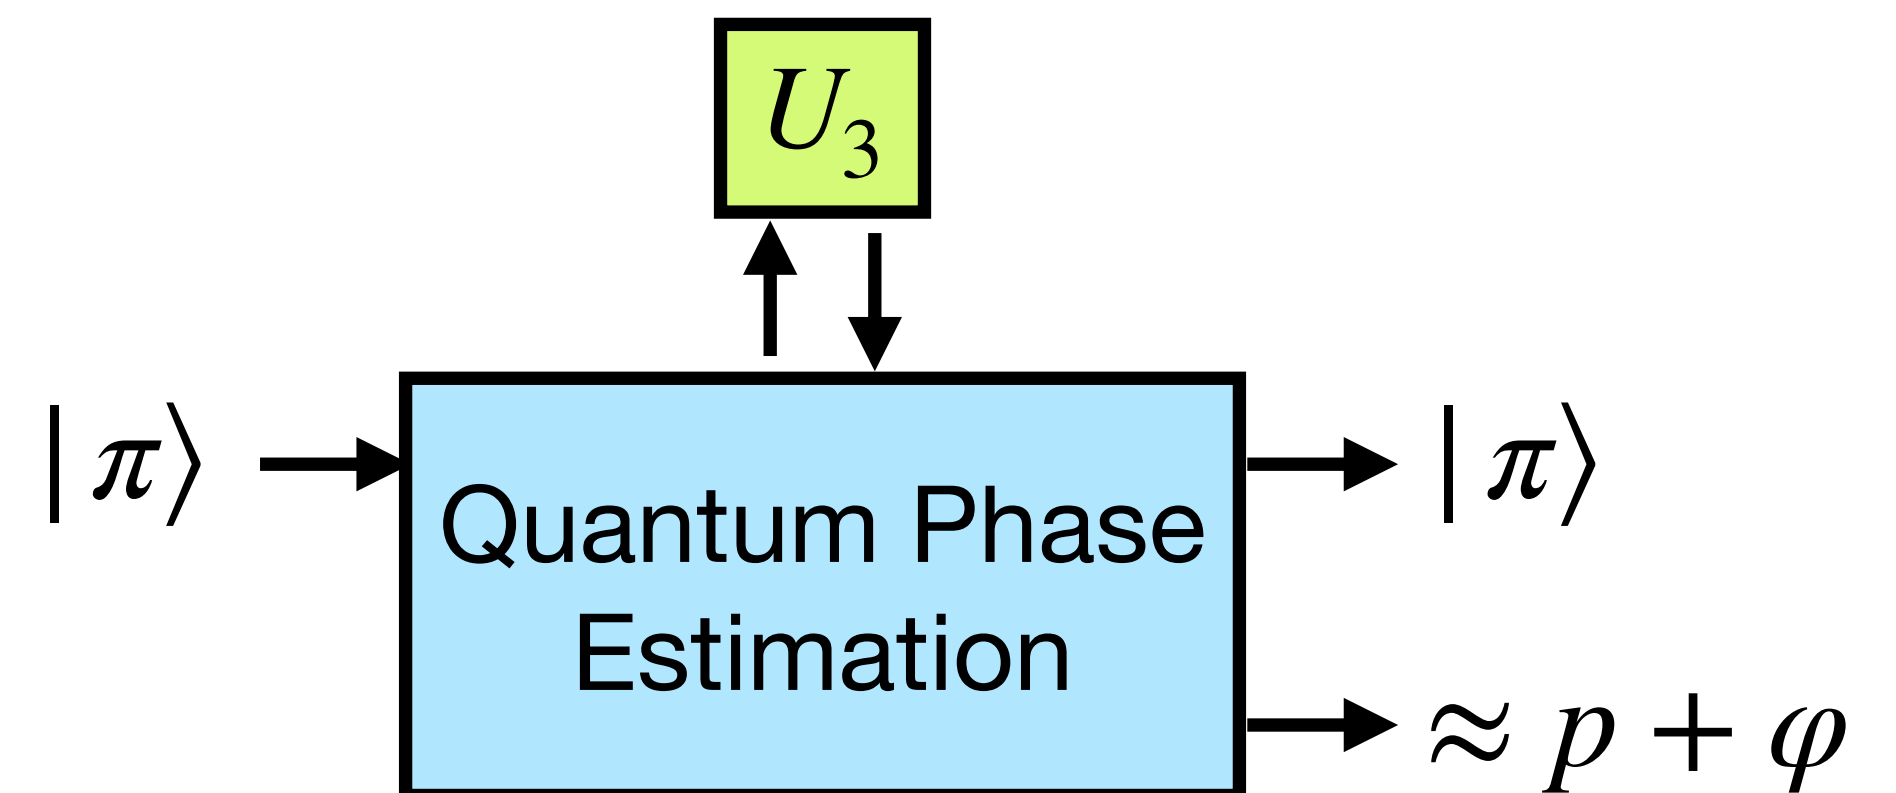 U₃
|π⟩
Quantum Phase
Estimation
|π⟩
≈ p + φ